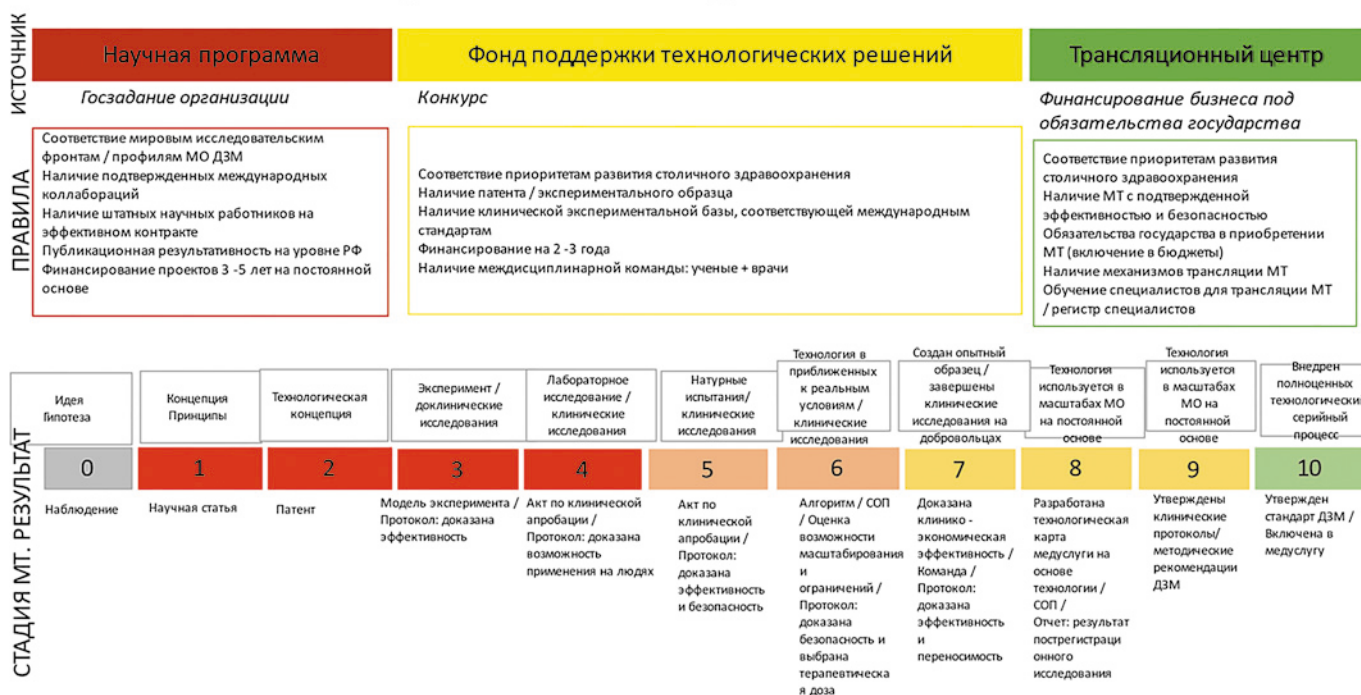 ИСТОЧНИК
Научная программа
Фонд поддержки технологических решений
Трансляционный центр
Госзадание организации
Конкурс
Финансирование бизнеса под
обязательства государства
ПРАВИЛА
Соответствие мировым исследовательским
фронтам / профилям МО ДЗМ
Наличие подтвержденных международных
коллабораций
Наличие штатных научных работников на
эффективном контракте
Публикационная результативность на уровне РФ
Финансирование проектов 3 -5 лет на постоянной
основе
Соответствие приоритетам развития столичного здравоохранения
Наличие патента / экспериментального образца
Наличие клинической экспериментальной базы, соответствующей международным
стандартам
Финансирование на 2 -3 года
Наличие междисциплинарной команды: ученые + врачи
Соответствие приоритетам развития
столичного здравоохранения
Наличие МТ с подтвержденной
эффективностью и безопасностью
Обязательства государства в приобретении
МТ (включение в бюджеты)
Наличие механизмов трансляции МТ
Обучение специалистов для трансляции МТ
/ регистр специалистов
СТАДИЯ МТ. РЕЗУЛЬТАТ
Идея
Гипотеза
Концепция
Принципы
Технологическая
концепция
Эксперимент /
доклинические
исследования
Лабораторное
исследование /
клинические
исследования
Натурные
испытания/
клинические
исследования
Технология в
приближенных
к реальным
условиям /
клинические
исследования
Создан опытный
образец /
завершены
клинические
исследования на
добровольцах
Технология
используется в
масштабах МО
на постоянной
основе
Технология
используется
в масштабах
МО на
постоянной
основе
Внедрен
полноценных
технологически
серийный
процесс
0
1
2
3
4
5
6
7
8
9
10
Наблюдение
Научная статья
Патент
Модель эксперимента /
Протокол: доказана
эффективность
Акт по клинической
апробации /
Протокол: доказана
возможность
применения на людях
Акт по
клинической
апробации /
Протокол:
доказана
эффективность
и безопасность
Алгоритм / СОП
/ Оценка
возможности
масштабирования
и
ограничений /
Протокол:
доказана
безопасность и
выбрана
терапевтическа
я доза
Доказана
клинико -
экономическая
эффективность /
Команда /
Протокол:
доказана
эффективность
и
переносимость
Разработана
технологическая
карта
медуслуги на
основе
технологии /
СОП /
Отчет: результат
пострегистраци
онного
исследования
Утверждены
клинические
протоколы/
методические
рекомендации
ДЗМ
Утвержден
стандарт ДЗМ /
Включена в
медуслугу